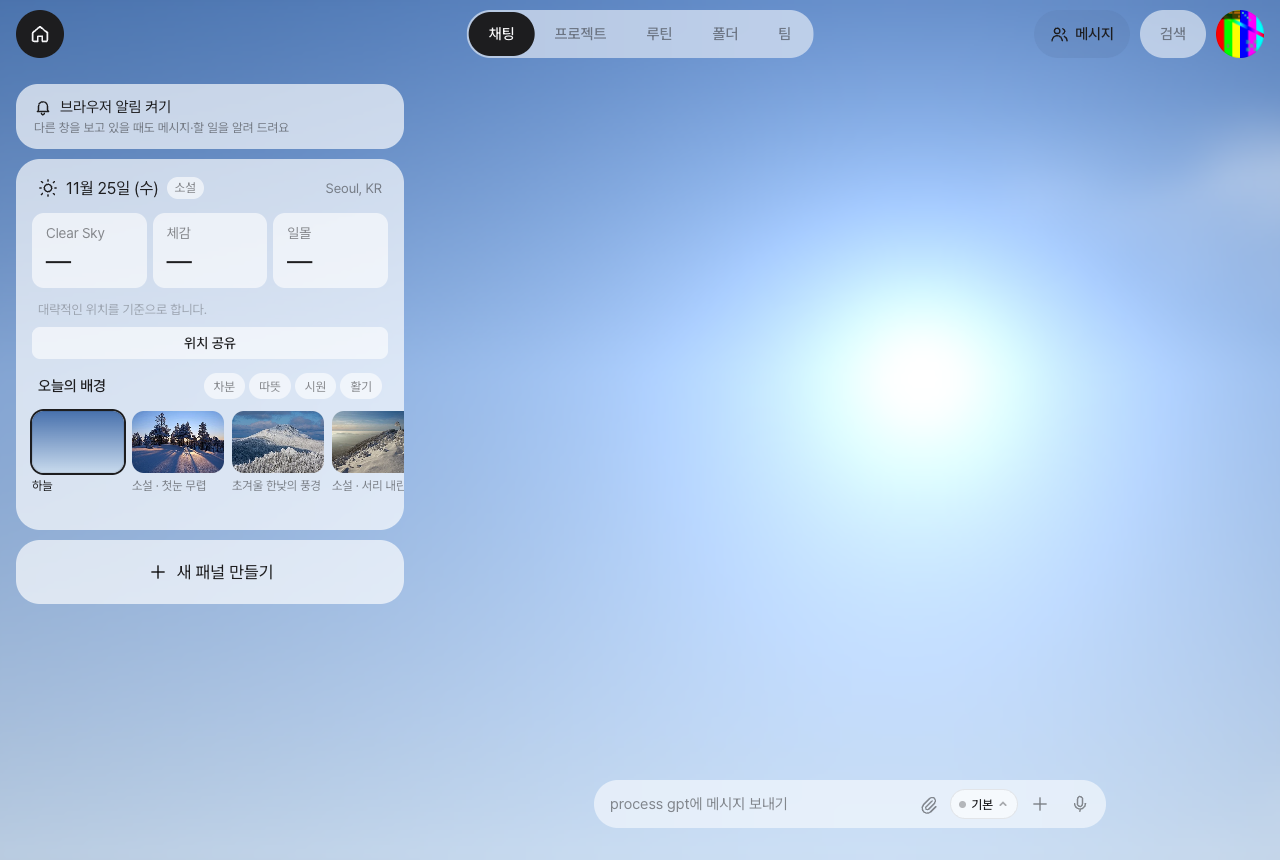 채팅
프로젝트
루틴
폴더
팀
메시지
검색
브라우저 알림 켜기
다른 창을 보고 있을 때도 메시지·할 일을 알려 드려요
11월 25일 (수)
소설
Seoul, KR
Clear Sky
체감
일몰
—
—
—
대략적인 위치를 기준으로 합니다.
위치 공유
오늘의 배경
차분
따뜻
시원
활기
하늘
소설 · 첫눈 무렵
초겨울 한낮의 풍경
소설 · 서리 내린
새 패널 만들기
process gpt에 메시지 보내기
기본